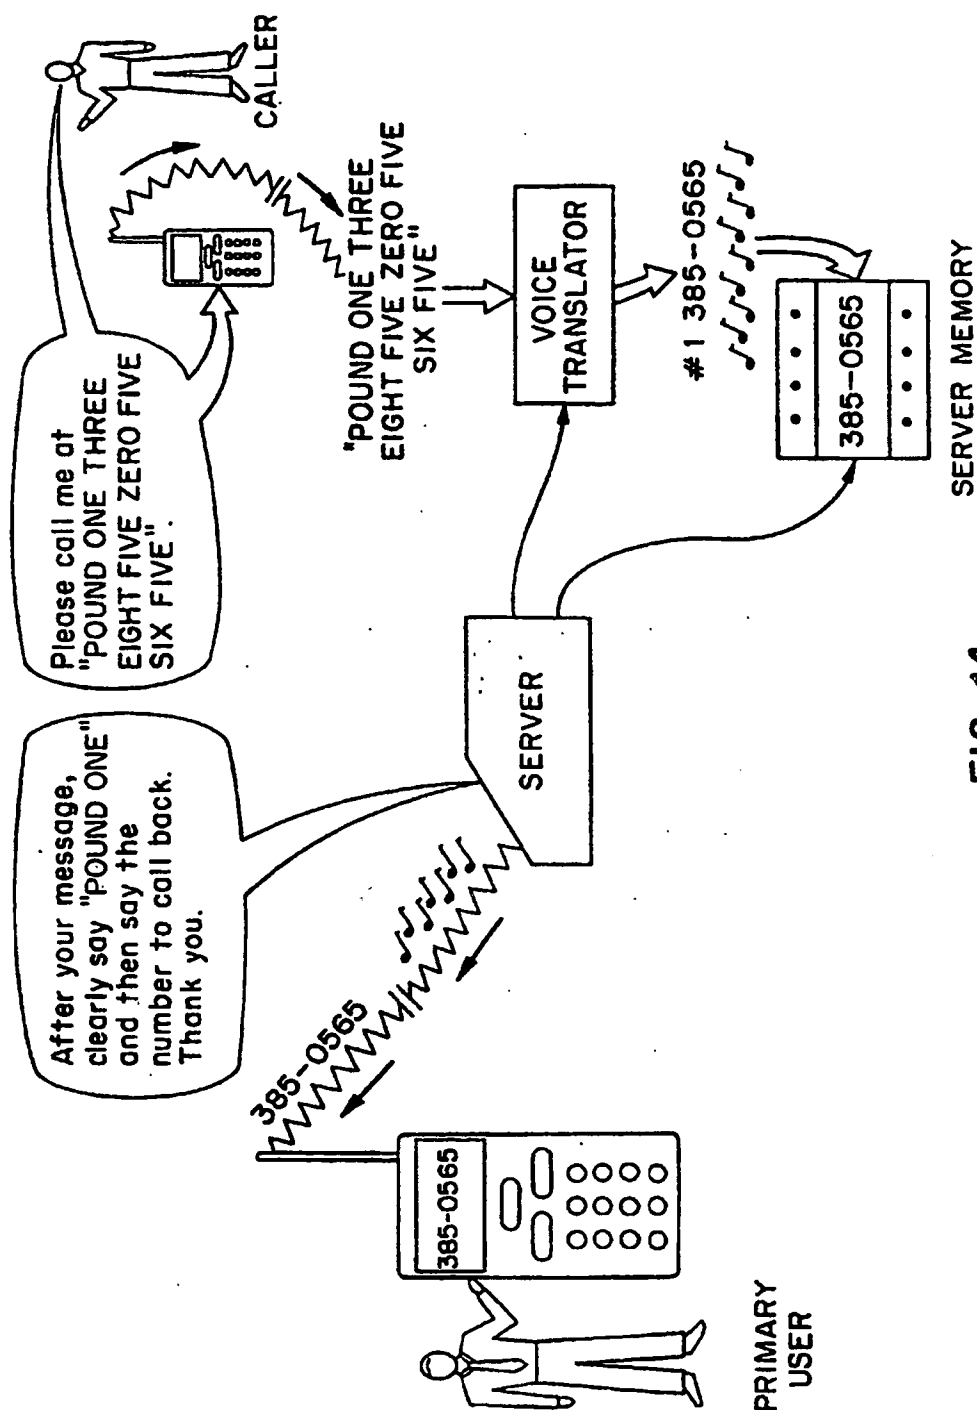 After your message,
clearly say "POUND ONE"
and then say the
number to call back.
Thank you.
Please call me at
"POUND ONE THREE
EIGHT FIVE ZERO FIVE
SIX FIVE".
CALLER
"POUND ONE THREE
EIGHT FIVE ZERO FIVE
SIX FIVE"
385-0565
385-0565
PRIMARY
USER
SERVER
VOICE
TRANSLATOR
#1 385-0565
385-0565
SERVER MEMORY